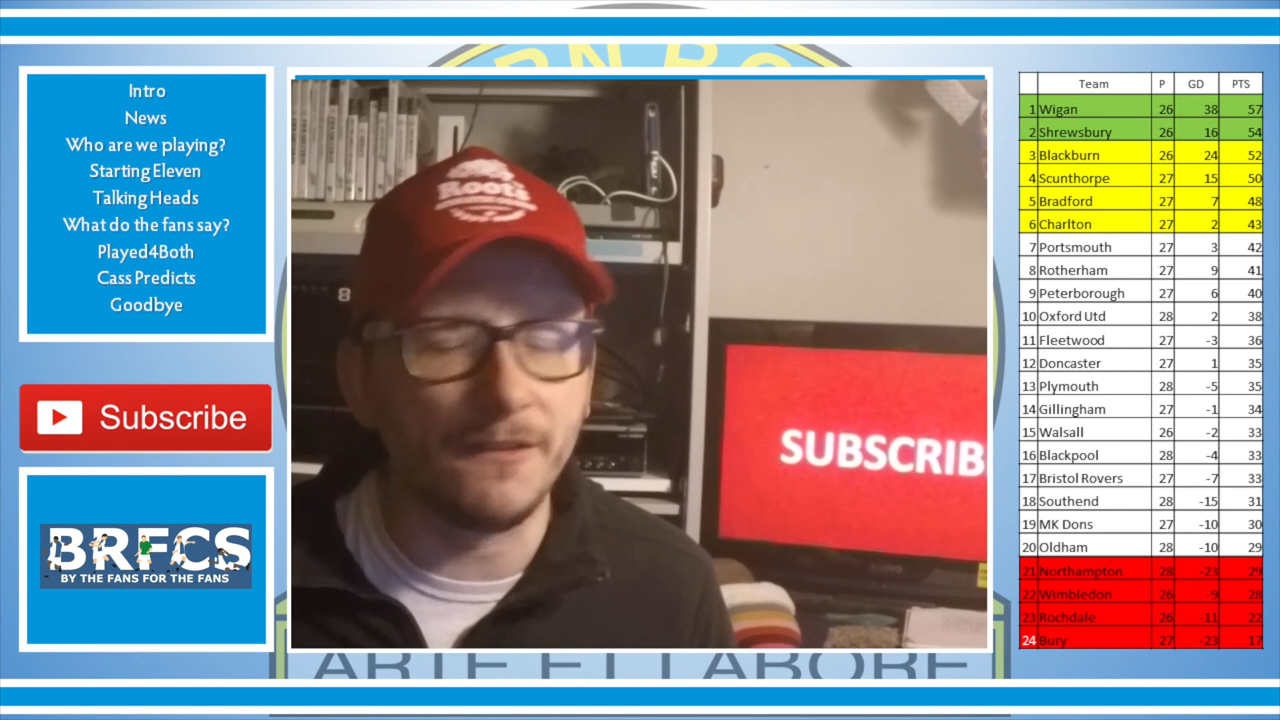 RN RO
Intro
News
Who are we playing?
Starting Eleven
Talking Heads
What do the fans say?
Played4Both
Cass Predicts
Goodbye
Subscribe
BRFCS
BY THE FANS FOR THE FANS
Roots
8
SUBSCRIB
ARTE ET LABORE
Team P GD PTS
1 Wigan 26 38 57
2 Shrewsbury 26 16 54
3 Blackburn 26 24 52
4 Scunthorpe 27 15 50
5 Bradford 27 7 48
6 Charlton 27 2 43
7 Portsmouth 27 3 42
8 Rotherham 27 9 41
9 Peterborough 27 6 40
10 Oxford Utd 28 2 38
11 Fleetwood 27 -3 36
12 Doncaster 27 1 35
13 Plymouth 28 -5 35
14 Gillingham 27 -1 34
15 Walsall 26 -2 33
16 Blackpool 28 -4 33
17 Bristol Rovers 27 -7 33
18 Southend 28 -15 31
19 MK Dons 27 -10 30
20 Oldham 28 -10 29
21 Northampton 28 -23 29
22 Wimbledon 26 -9 28
23 Rochdale 26 -11 22
24 Bury 27 -23 17